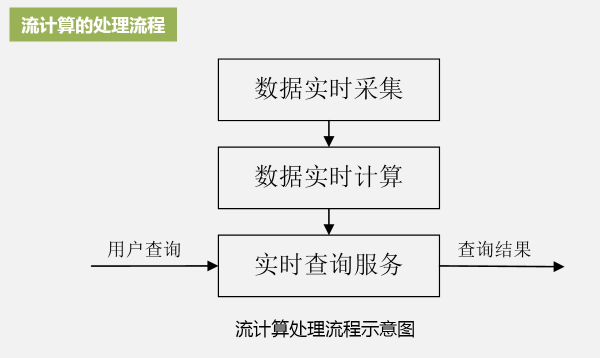 流计算的处理流程
数据实时采集
数据实时计算
用户查询
实时查询服务
查询结果
流计算处理流程示意图